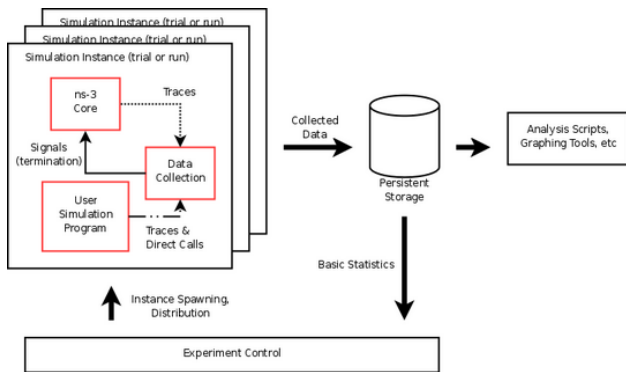 Simulation Instance (trial or run)
Simulation Instance (trial or run)
Simulation Instance (trial or run)
ns-3
Core
Traces
Signals
(termination)
Data
Collection
User
Simulation
Program
Traces &
Direct Calls
Collected
Data
Persistent
Storage
Analysis Scripts,
Graphing Tools, etc
Basic Statistics
Instance Spawning,
Distribution
Experiment Control